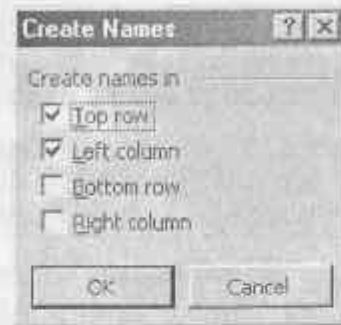 Create Names
Create names in
Top row
Left column
Bottom row
Right column
OK
Cancel